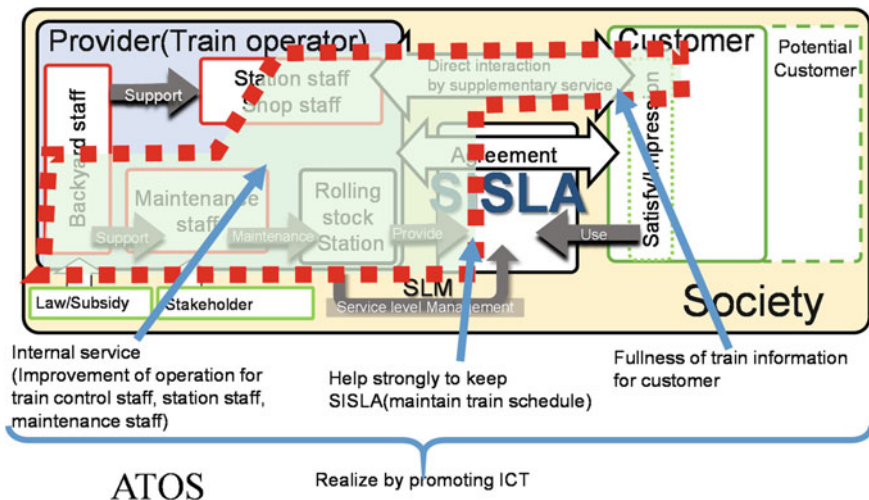 Provider(Train operator)
Customer
Potential
Customer
Station staff
Shop staff
Direct interaction
by supplementary service
Support
Backyard staff
Agreement
SISLA
Satisfy/Impression
Maintenance
staff
Rolling
stock
Station
Support
Maintenance
Provide
Use
SLM
Service level Management
Law/Subsidy
Stakeholder
Society
Internal service
(Improvement of operation for
train control staff, station staff,
maintenance staff)
Help strongly to keep
SISLA(maintain train schedule)
Fullness of train information
for customer
ATOS
Realize by promoting ICT